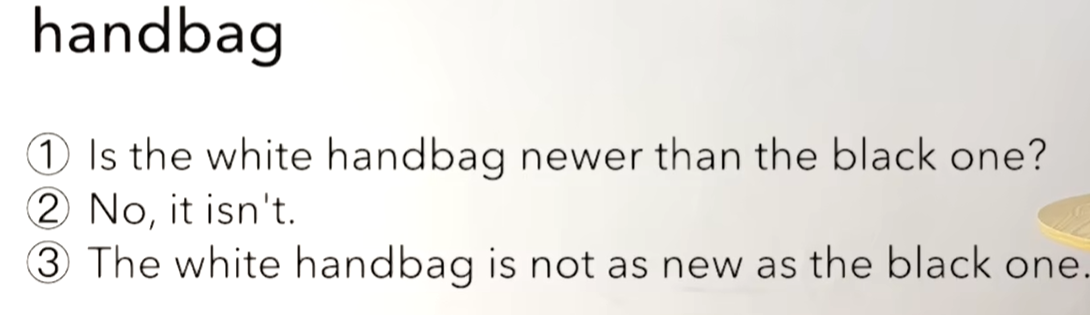 handbag
① Is the white handbag newer than the black one?
② No, it isn't.
③ The white handbag is not as new as the black one.